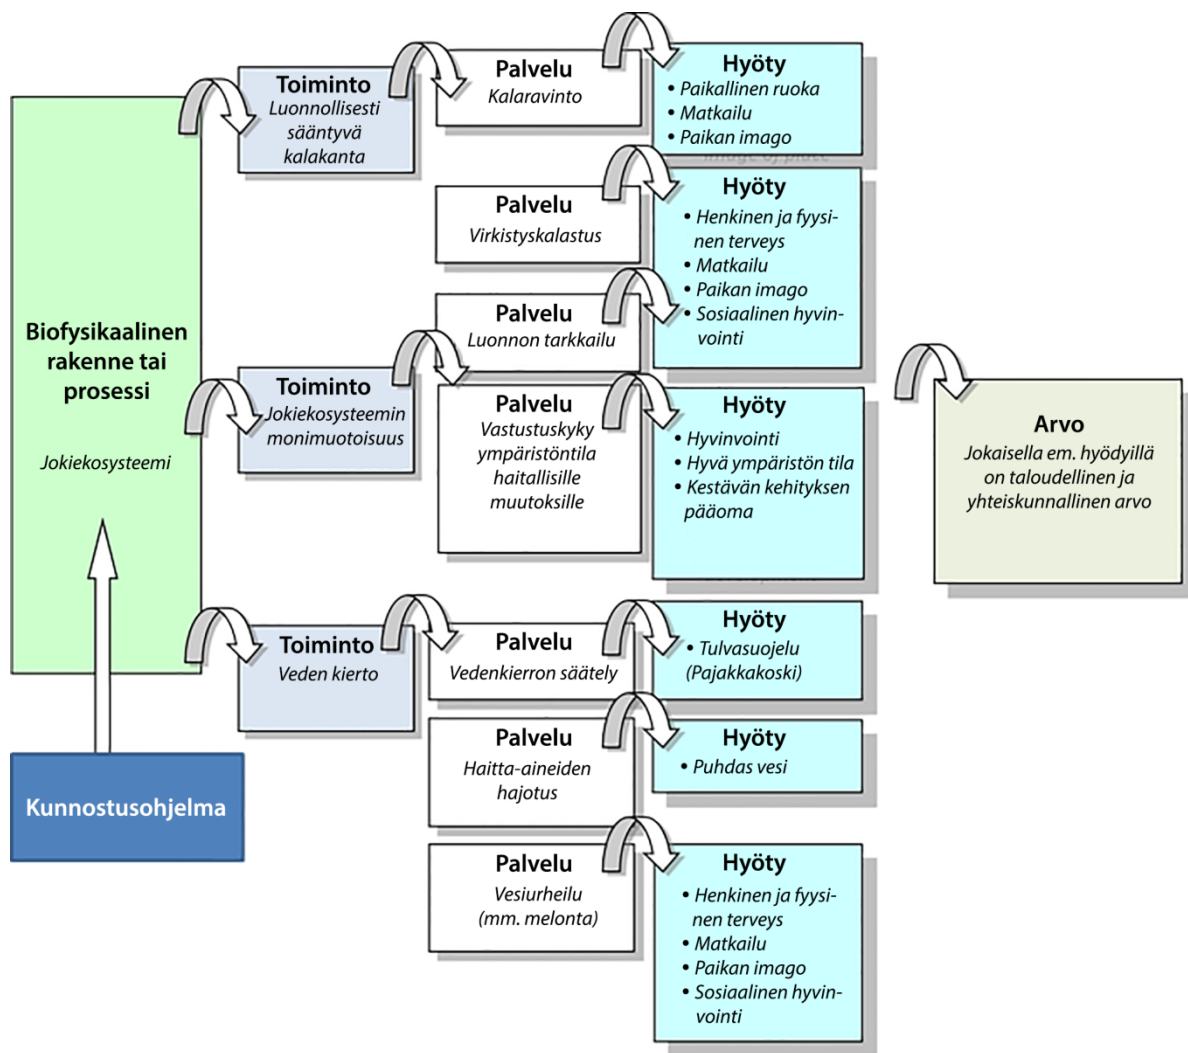 Biofysikaalinen
rakenne tai
prosessi
Jokiekosysteemi
Kunnostusohjelma
Toiminto
Luonnollisesti
sääntyvä
kalakanta
Palvelu
Kalaravinto
Hyöty
• Paikallinen ruoka
• Matkailu
• Paikan imago
image of place
Palvelu
Virkistyskalastus
Hyöty
• Henkinen ja fyysi-
nen terveys
• Matkailu
• Paikan imago
• Sosiaalinen hyvin-
vointi
Palvelu
Luonnon tarkkailu
Toiminto
Jokiekosysteemin
monimuotoisuus
Palvelu
Vastustuskyky
ympäristöntila
haitallisille
muutoksille
Hyöty
• Hyvinvointi
• Hyvä ympäristön tila
• Kestävän kehityksen
pääoma
Arvo
Jokaisella em. hyödyillä
on taloudellinen ja
yhteiskunnallinen arvo
Toiminto
Veden kierto
Palvelu
Vedenkierron säätely
Hyöty
• Tulvasuojelu
(Pajakkakoski)
Palvelu
Haitta-aineiden
hajotus
Hyöty
• Puhdas vesi
Palvelu
Vesiurheilu
(mm. melonta)
Hyöty
• Henkinen ja fyysi-
nen terveys
• Matkailu
• Paikan imago
• Sosiaalinen hyvin-
vointi